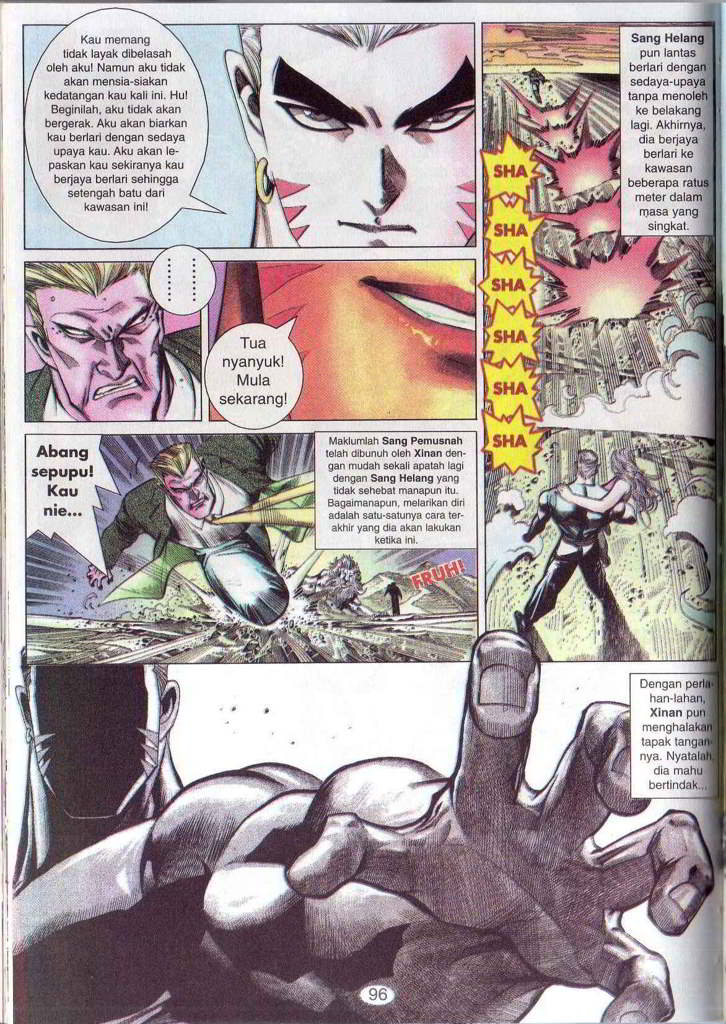 Kau memang
tidak layak dibelasah
oleh aku! Namun aku tidak
akan mensia-siakan
kedatangan kau kali ini. Hu!
Beginilah, aku tidak akan
bergerak. Aku akan biarkan
kau berlari dengan sedaya
upaya kau. Aku akan le-
paskan kau sekiranya kau
berjaya berlari sehingga
setengah batu dari
kawasan ini!
Tua
nyanyuk!
Mula
sekarang!
Abang
sepupu!
Kau
nie...
Maklumlah Sang Pemusnah
telah dibunuh oleh Xinan den-
gan mudah sekali apatah lagi
dengan Sang Helang yang
tidak sehebat manapun itu.
Bagaimanapun, melarikan diri
adalah satu-satunya cara ter-
akhir yang dia akan lakukan
ketika ini.
FRUH!
Sang Helang
pun lantas
berlari dengan
sedaya-upaya
tanpa menoleh
ke belakang
lagi. Akhirnya,
dia berjaya
berlari ke
kawasan
beberapa ratus
meter dalam
masa yang
singkat.
SHA
SHA
SHA
SHA
SHA
SHA
Dengan perla-
han-lahan,
Xinan pun
menghalakan
tapak tangan-
nya. Nyatalah,
dia mahu
bertindak...
96